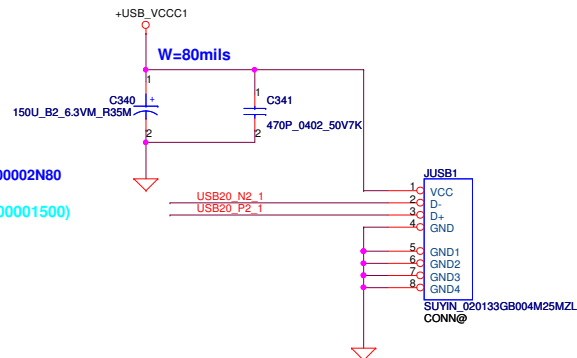 +USB_VCCC1
W=80mils
1
C340
+
150U_B2_6.3VM_R35M
2
1
C341
2
470P_0402_50V7K
00002N80
00001500)
USB20_N2_1
USB20_P2_1
JUSB1
1 VCC
2 D-
3 D+
4 GND
5 GND1
6 GND2
7 GND3
8 GND4
SUYIN_020133GB004M25MZL
CONN@